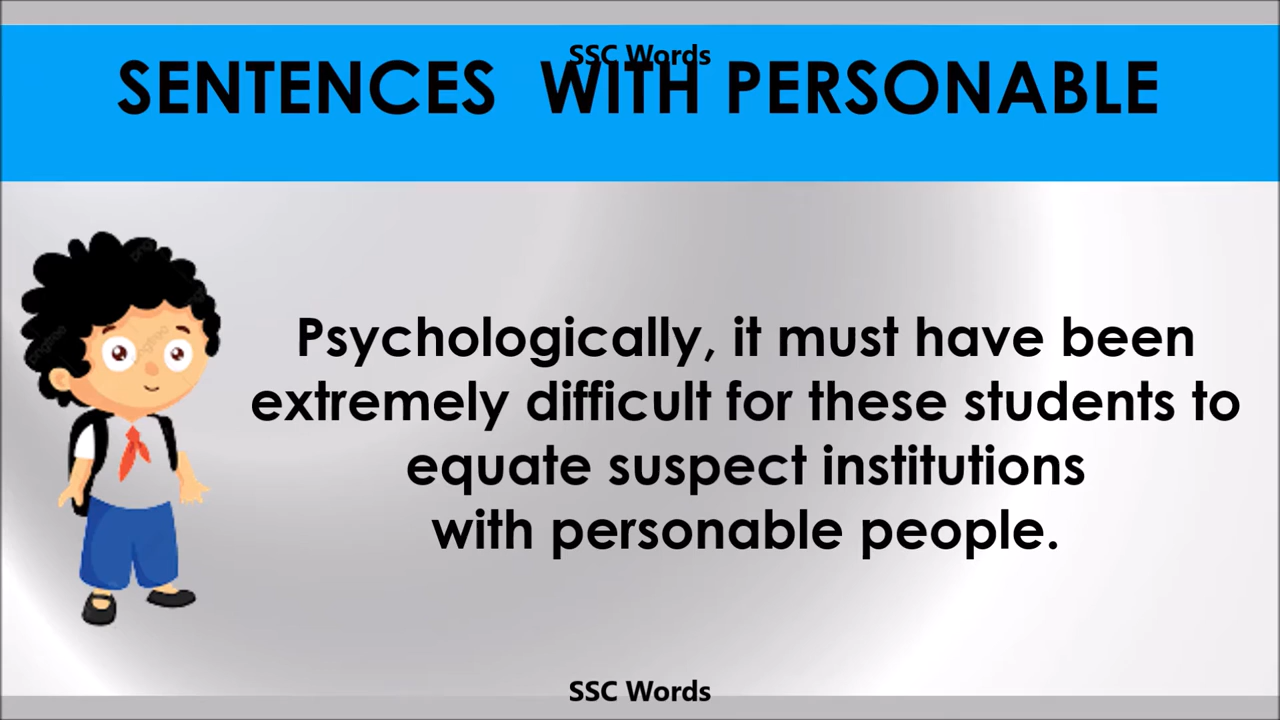 SSC Words
SENTENCES WITH PERSONABLE
Psychologically, it must have been
extremely difficult for these students to
equate suspect institutions
with personable people.
SSC Words